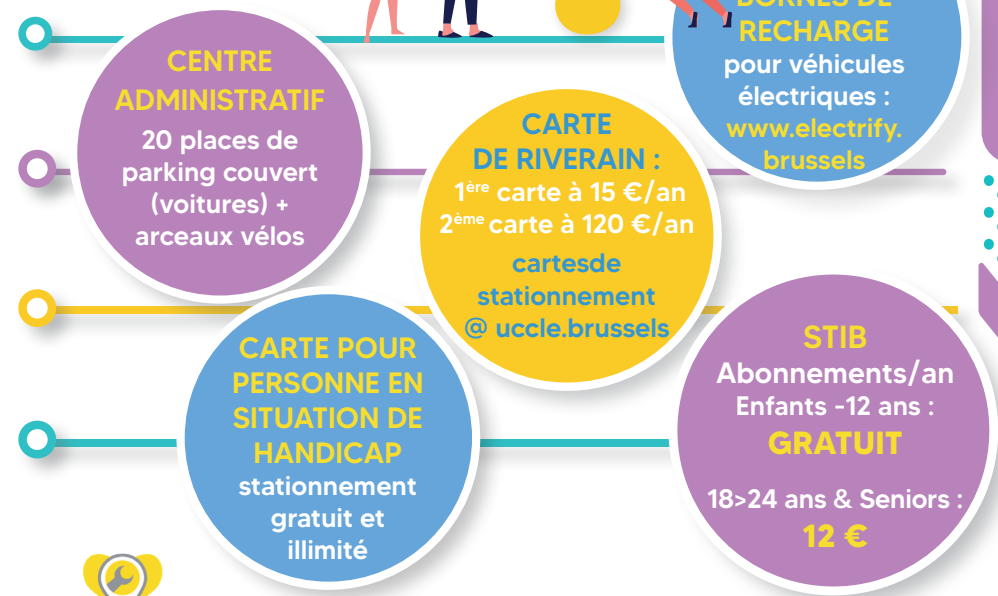 CENTRE
ADMINISTRATIF
20 places de
parking couvert
(voitures) +
arceaux vélos
BORNES DE
RECHARGE
pour véhicules
électriques :
www.electrify.
brussels
CARTE
DE RIVERAIN :
1ère carte à 15 €/an
2ème carte à 120 €/an
cartesde
stationnement
@ uccle.brussels
CARTE POUR
PERSONNE EN
SITUATION DE
HANDICAP
stationnement
gratuit et
illimité
STIB
Abonnements/an
Enfants -12 ans :
GRATUIT
18>24 ans & Seniors :
12 €